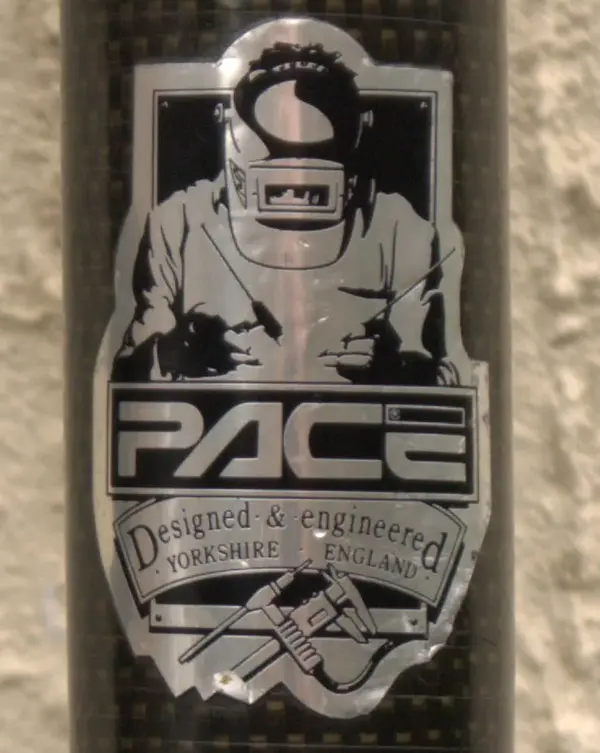 PACE
Designed · & · engineered
· YORKSHIRE · ENGLAND ·